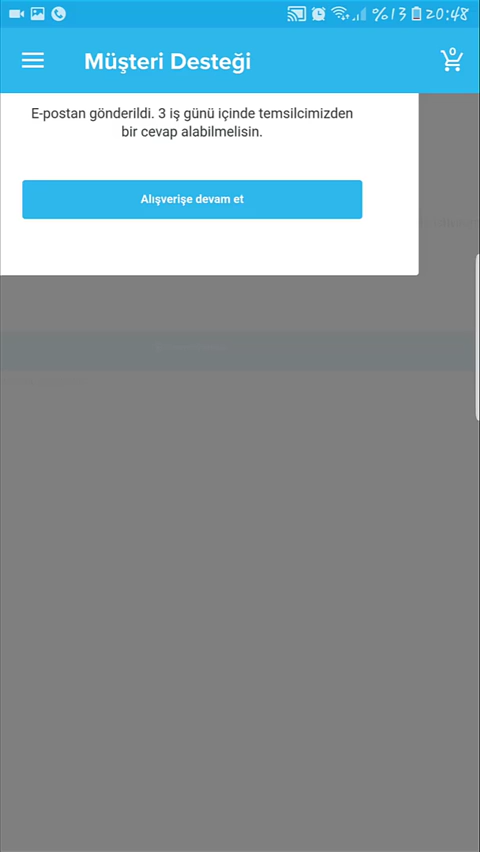 %13 20:48
Müşteri Desteği
0
E-postan gönderildi. 3 iş günü içinde temsilcimizden
bir cevap alabilmelisin.
Alışverişe devam et